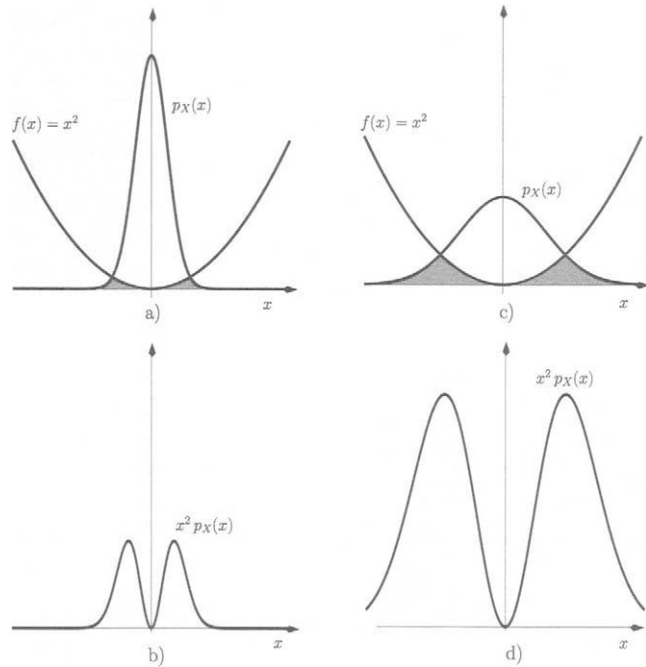 p_X(x)
f(x) = x²
x
a)
f(x) = x²
p_X(x)
x
c)
x² p_X(x)
x
b)
x² p_X(x)
x
d)